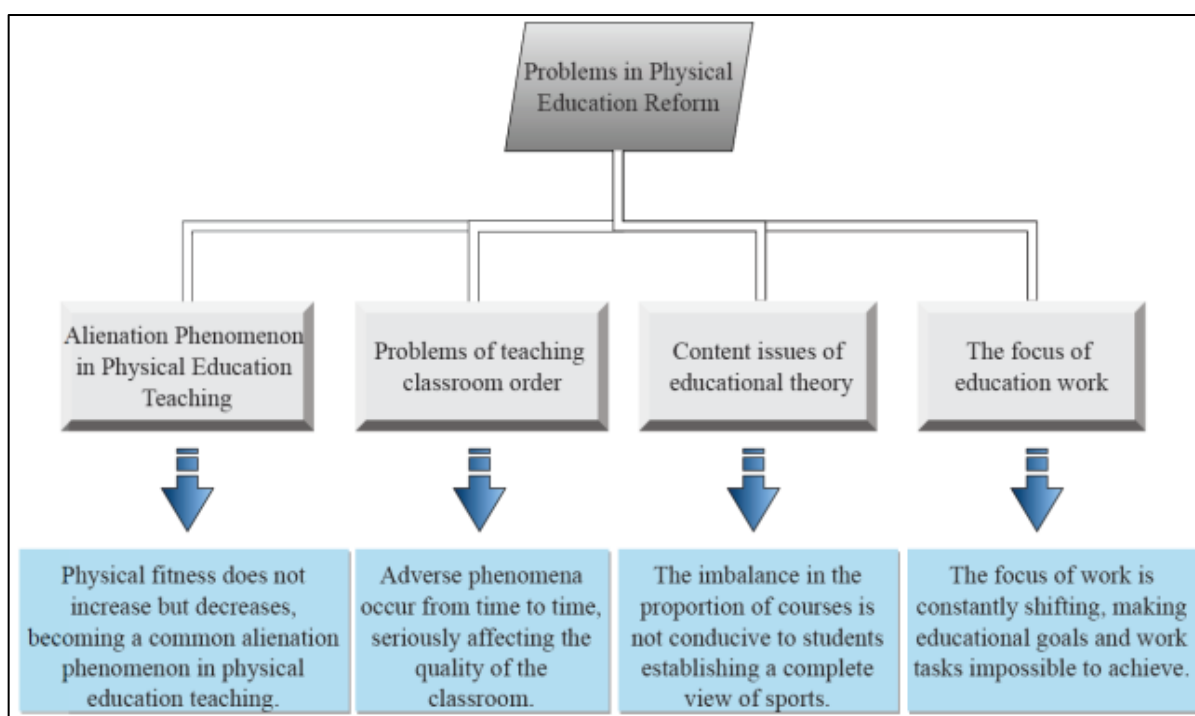 Problems in Physical
Education Reform
Alienation Phenomenon
in Physical Education
Teaching
Problems of teaching
classroom order
Content issues of
educational theory
The focus of
education work
Physical fitness does not
increase but decreases,
becoming a common alienation
phenomenon in physical
education teaching.
Adverse phenomena
occur from time to time,
seriously affecting the
quality of the
classroom.
The imbalance in the
proportion of courses is
not conducive to students
establishing a complete
view of sports.
The focus of work is
constantly shifting, making
educational goals and work
tasks impossible to achieve.